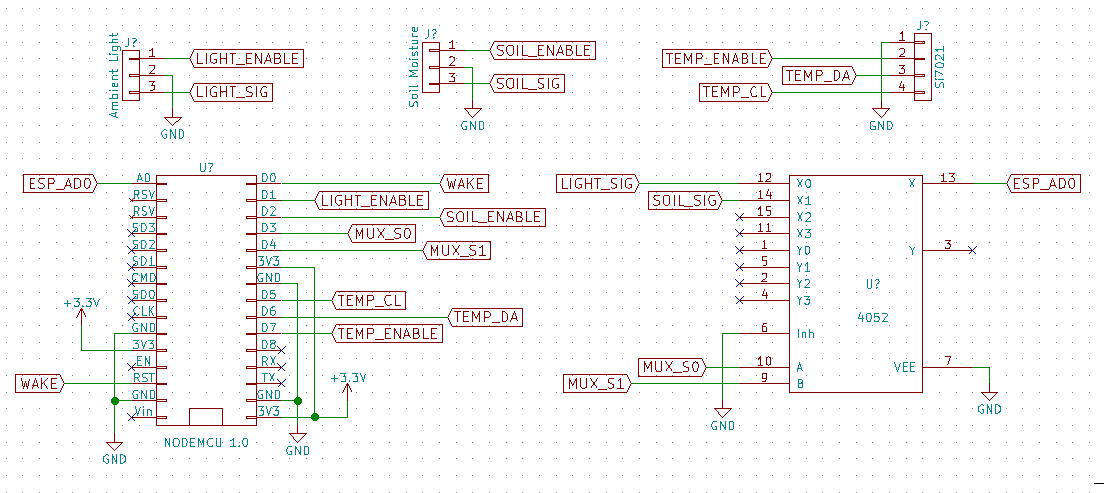 Ambient Light
J?
1
LIGHT_ENABLE
2
3
LIGHT_SIG
GND
Soil Moisture
J?
1
SOIL_ENABLE
2
3
SOIL_SIG
GND
J?
1
TEMP_ENABLE
2
TEMP_DA
3
TEMP_CL
4
SI7021
GND
U?
ESP_AD0
A0
D0
WAKE
RSV
D1
LIGHT_ENABLE
RSV
D2
SOIL_ENABLE
SD3
D3
MUX_S0
SD2
D4
MUX_S1
SD1
3V3
CMD
GND
SD0
D5
TEMP_CL
CLK
D6
TEMP_DA
GND
D7
TEMP_ENABLE
+3.3V
3V3
D8
EN
RX
WAKE
RST
TX
+3.3V
GND
GND
Vin
3V3
NODEMCU 1.0
GND
GND
LIGHT_SIG
12
X0
X
13
ESP_AD0
SOIL_SIG
14
X1
15
X2
11
X3
1
Y0
Y
3
5
Y1
2
Y2
U?
4
Y3
4052
6
Inh
MUX_S0
10
A
VEE
7
MUX_S1
9
B
GND
GND